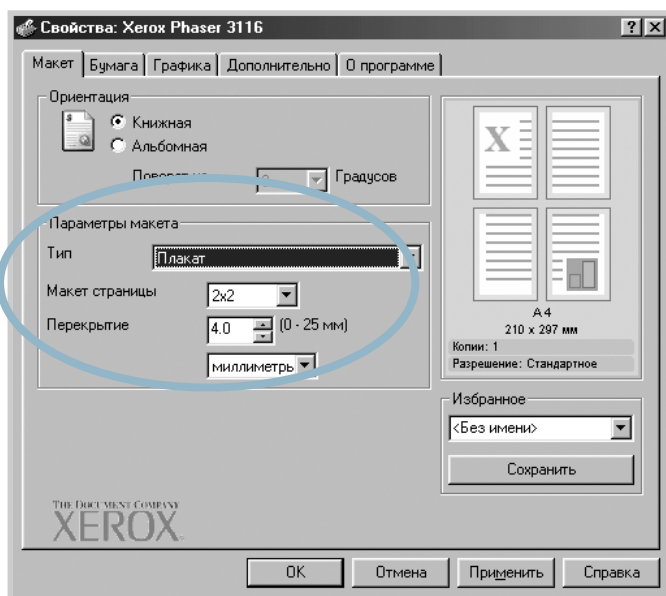 Свойства: Xerox Phaser 3116
Макет Бумага Графика Дополнительно О программе
Ориентация
Книжная
Альбомная
Градусов
Параметры макета
Тип Плакат
Макет страницы 2x2
Перекрытие 4.0 (0 - 25 мм)
миллиметры
X
A4
210 x 297 мм
Копии: 1
Разрешение: Стандартное
Избранное
<Без имени>
Сохранить
THE DOCUMENT COMPANY
XEROX
OK Отмена Применить Справка